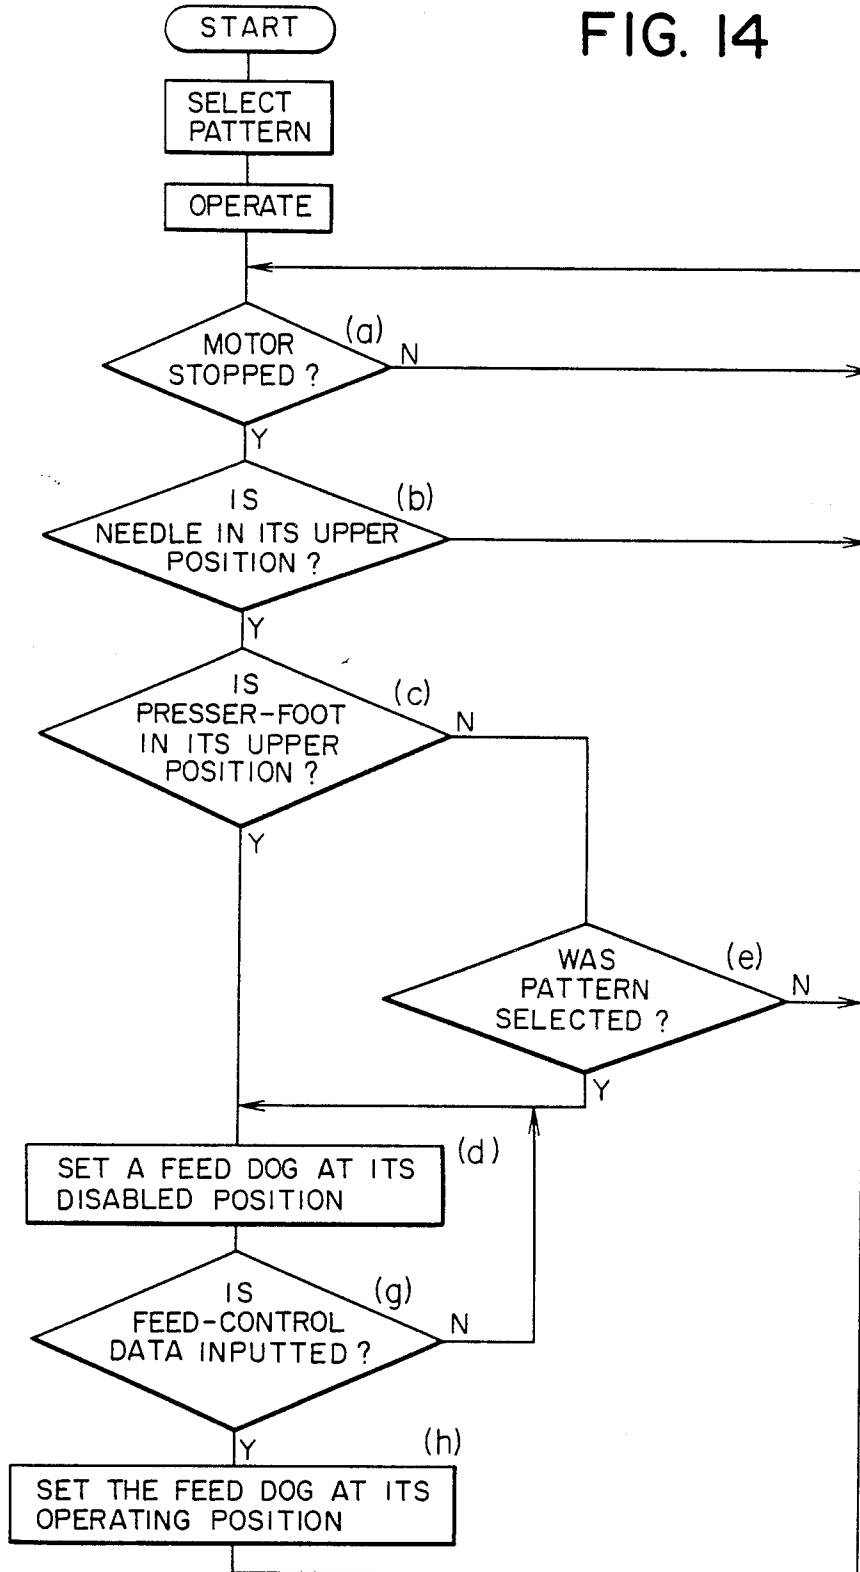 FIG. 14
START
SELECT
PATTERN
OPERATE
(a)
MOTOR
STOPPED ?
N
Y
(b)
IS
NEEDLE IN ITS UPPER
POSITION ?
Y
(c)
IS
PRESSER-FOOT
IN ITS UPPER
POSITION ?
N
Y
(e)
WAS
PATTERN
SELECTED ?
N
Y
(d)
SET A FEED DOG AT ITS
DISABLED POSITION
(g)
IS
FEED-CONTROL
DATA INPUTTED ?
N
Y
(h)
SET THE FEED DOG AT ITS
OPERATING POSITION